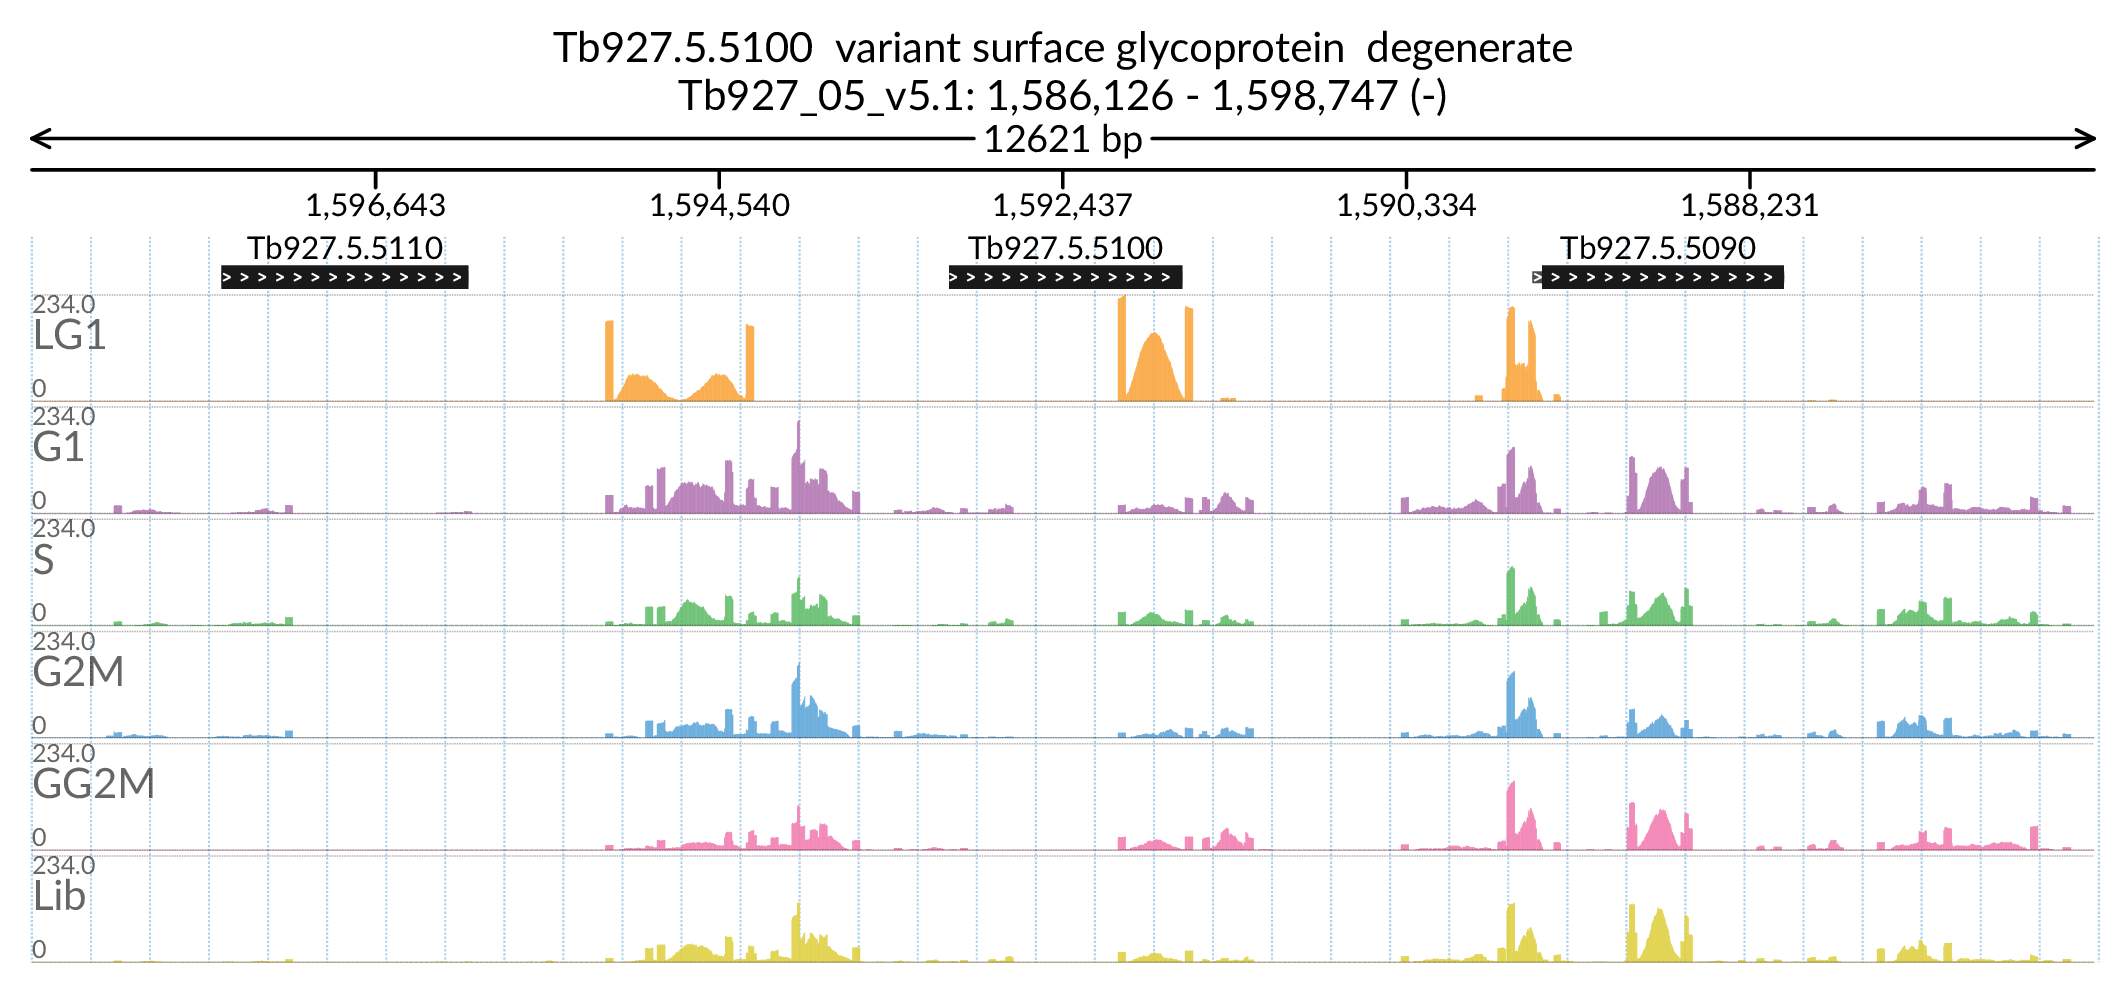 Tb927.5.5100 variant surface glycoprotein degenerate
Tb927_05_v5.1: 1,586,126 - 1,598,747 (-)
12621 bp
1,596,643 1,594,540 1,592,437 1,590,334 1,588,231
Tb927.5.5110 Tb927.5.5100 Tb927.5.5090
234.0
LG1
0
234.0
G1
0
234.0
S
0
234.0
G2M
0
234.0
GG2M
0
234.0
Lib
0